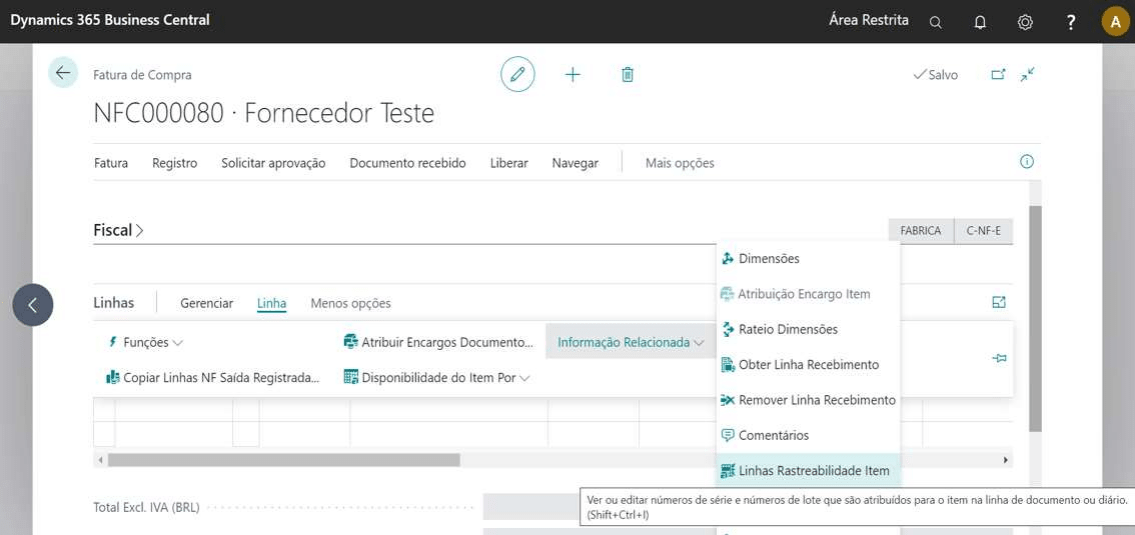 Dynamics 365 Business Central
Área Restrita
?
A
Fatura de Compra
Salvo
NFC000080 · Fornecedor Teste
Fatura Registro Solicitar aprovação Documento recebido Liberar Navegar Mais opções
Fiscal
FABRICA C-NF-E
Linhas Gerenciar Linha Menos opções
Funções
Atribuir Encargos Documento...
Informação Relacionada
Copiar Linhas NF Saída Registrada...
Disponibilidade do Item Por
Dimensões
Atribuição Encargo Item
Rateio Dimensões
Obter Linha Recebimento
Remover Linha Recebimento
Comentários
Linhas Rastreabilidade Item
Ver ou editar números de série e números de lote que são atribuídos para o item na linha de documento ou diário.
(Shift+Ctrl+I)
Total Excl. IVA (BRL)